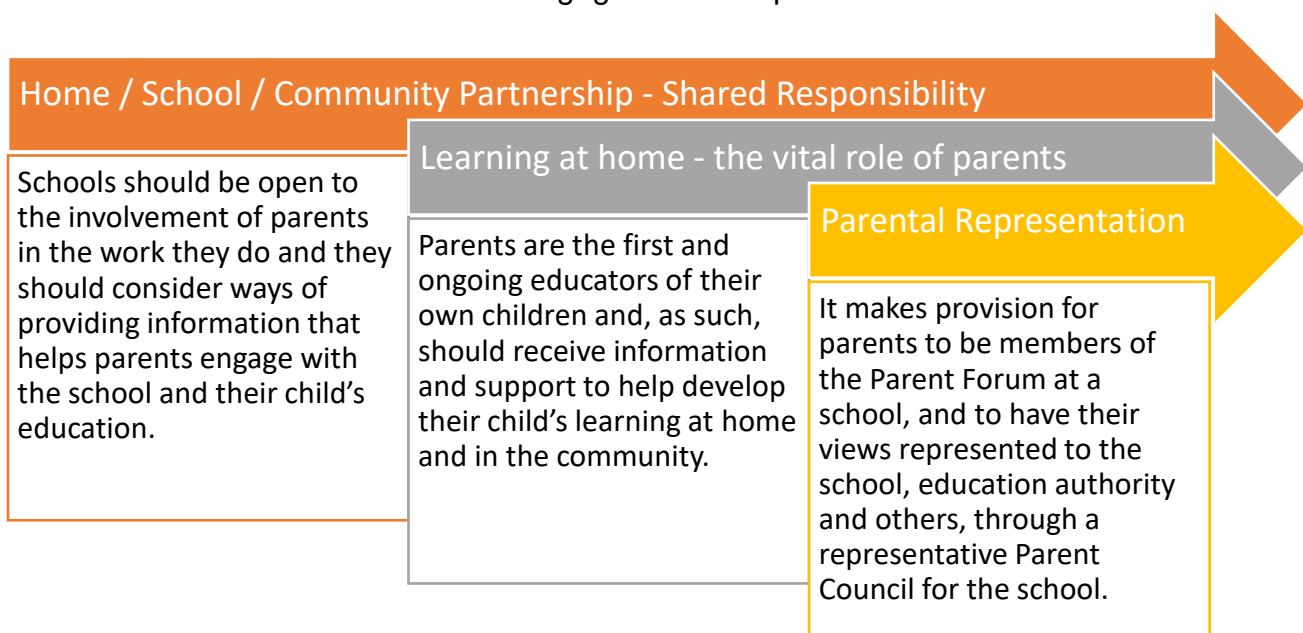 Home / School / Community Partnership - Shared Responsibility
Schools should be open to
the involvement of parents
in the work they do and they
should consider ways of
providing information that
helps parents engage with
the school and their child's
education.
Learning at home - the vital role of parents
Parents are the first and
ongoing educators of their
own children and, as such,
should receive information
and support to help develop
their child's learning at home
and in the community.
Parental Representation
It makes provision for
parents to be members of
the Parent Forum at a
school, and to have their
views represented to the
school, education authority
and others, through a
representative Parent
Council for the school.